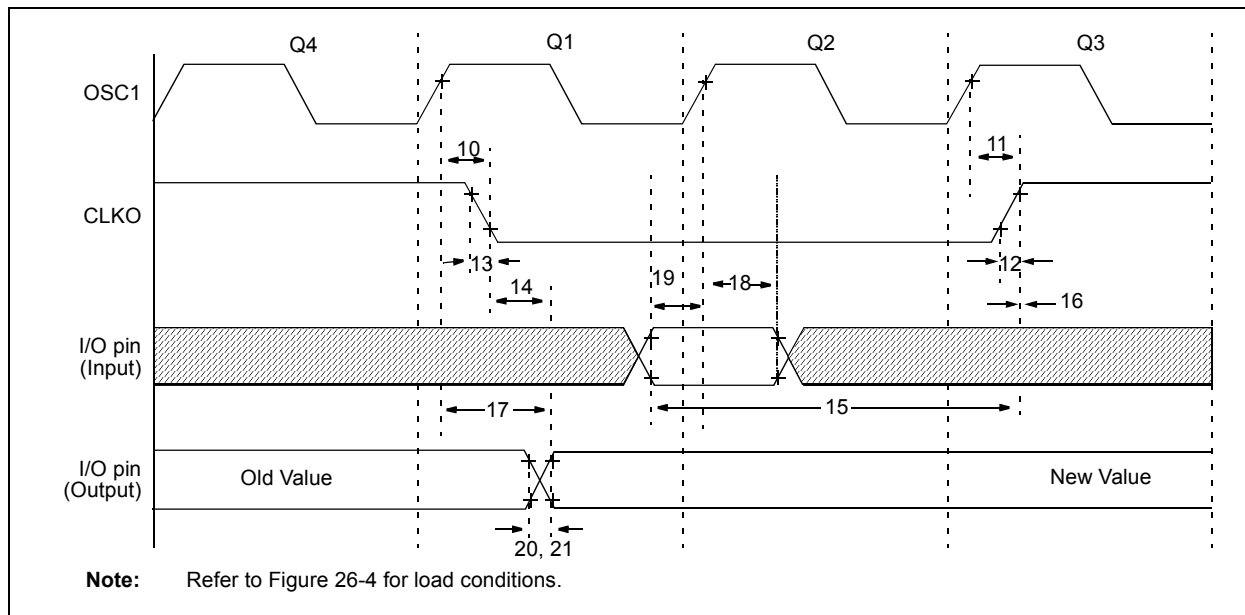 Q4 Q1 Q2 Q3
OSC1
10 11
CLKO
13 12
14 19 18 16
I/O pin
(Input)
17 15
I/O pin
(Output)
Old Value New Value
20, 21
Note: Refer to Figure 26-4 for load conditions.